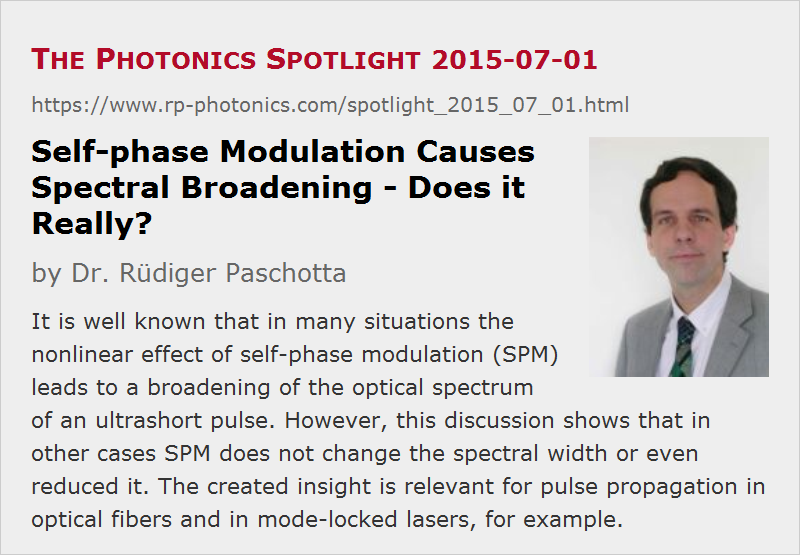 The Photonics Spotlight 2015-07-01
https://www.rp-photonics.com/spotlight_2015_07_01.html
Self-phase Modulation Causes
Spectral Broadening - Does it
Really?
by Dr. Rüdiger Paschotta
It is well known that in many situations the
nonlinear effect of self-phase modulation (SPM)
leads to a broadening of the optical spectrum
of an ultrashort pulse. However, this discussion shows that in
other cases SPM does not change the spectral width or even
reduced it. The created insight is relevant for pulse propagation in
optical fibers and in mode-locked lasers, for example.